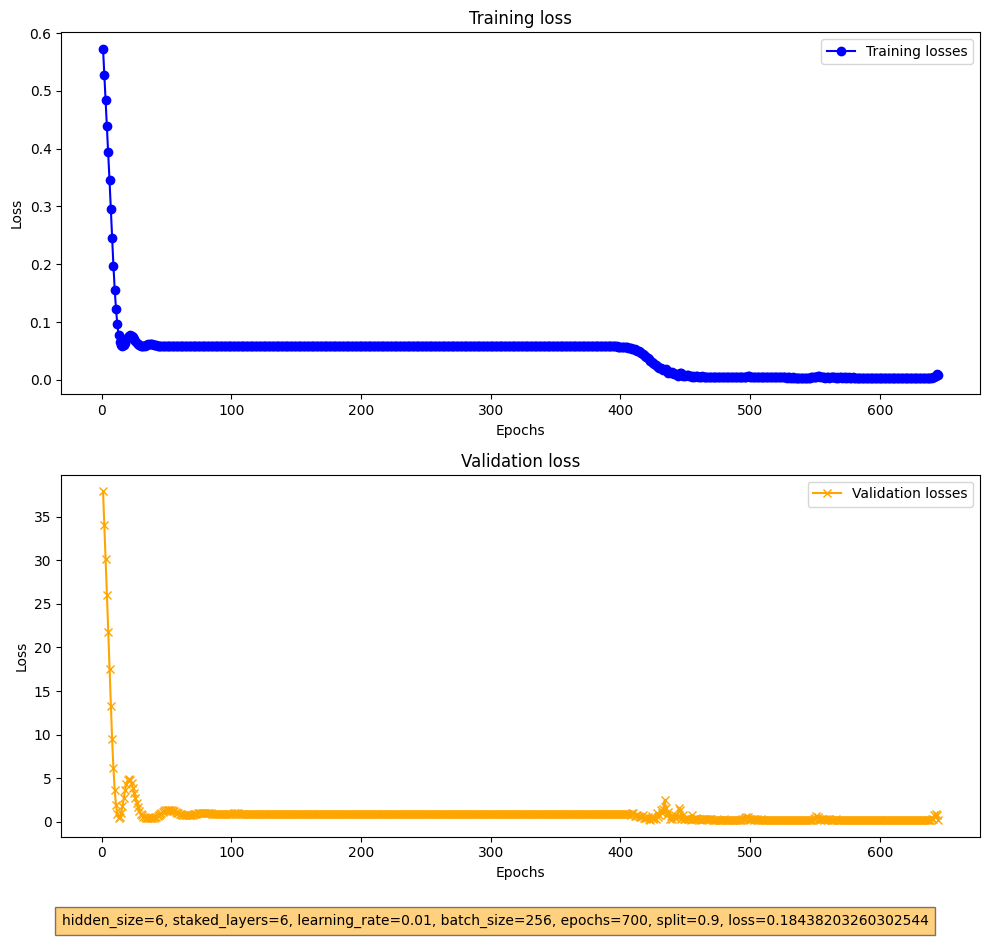 Training loss
Training losses
0.6
0.5
0.4
0.3
0.2
0.1
0.0
Loss
0 100 200 300 400 500 600
Epochs
Validation loss
Validation losses
35
30
25
20
15
10
5
0
Loss
0 100 200 300 400 500 600
Epochs
hidden_size=6, staked_layers=6, learning_rate=0.01, batch_size=256, epochs=700, split=0.9, loss=0.18438203260302544